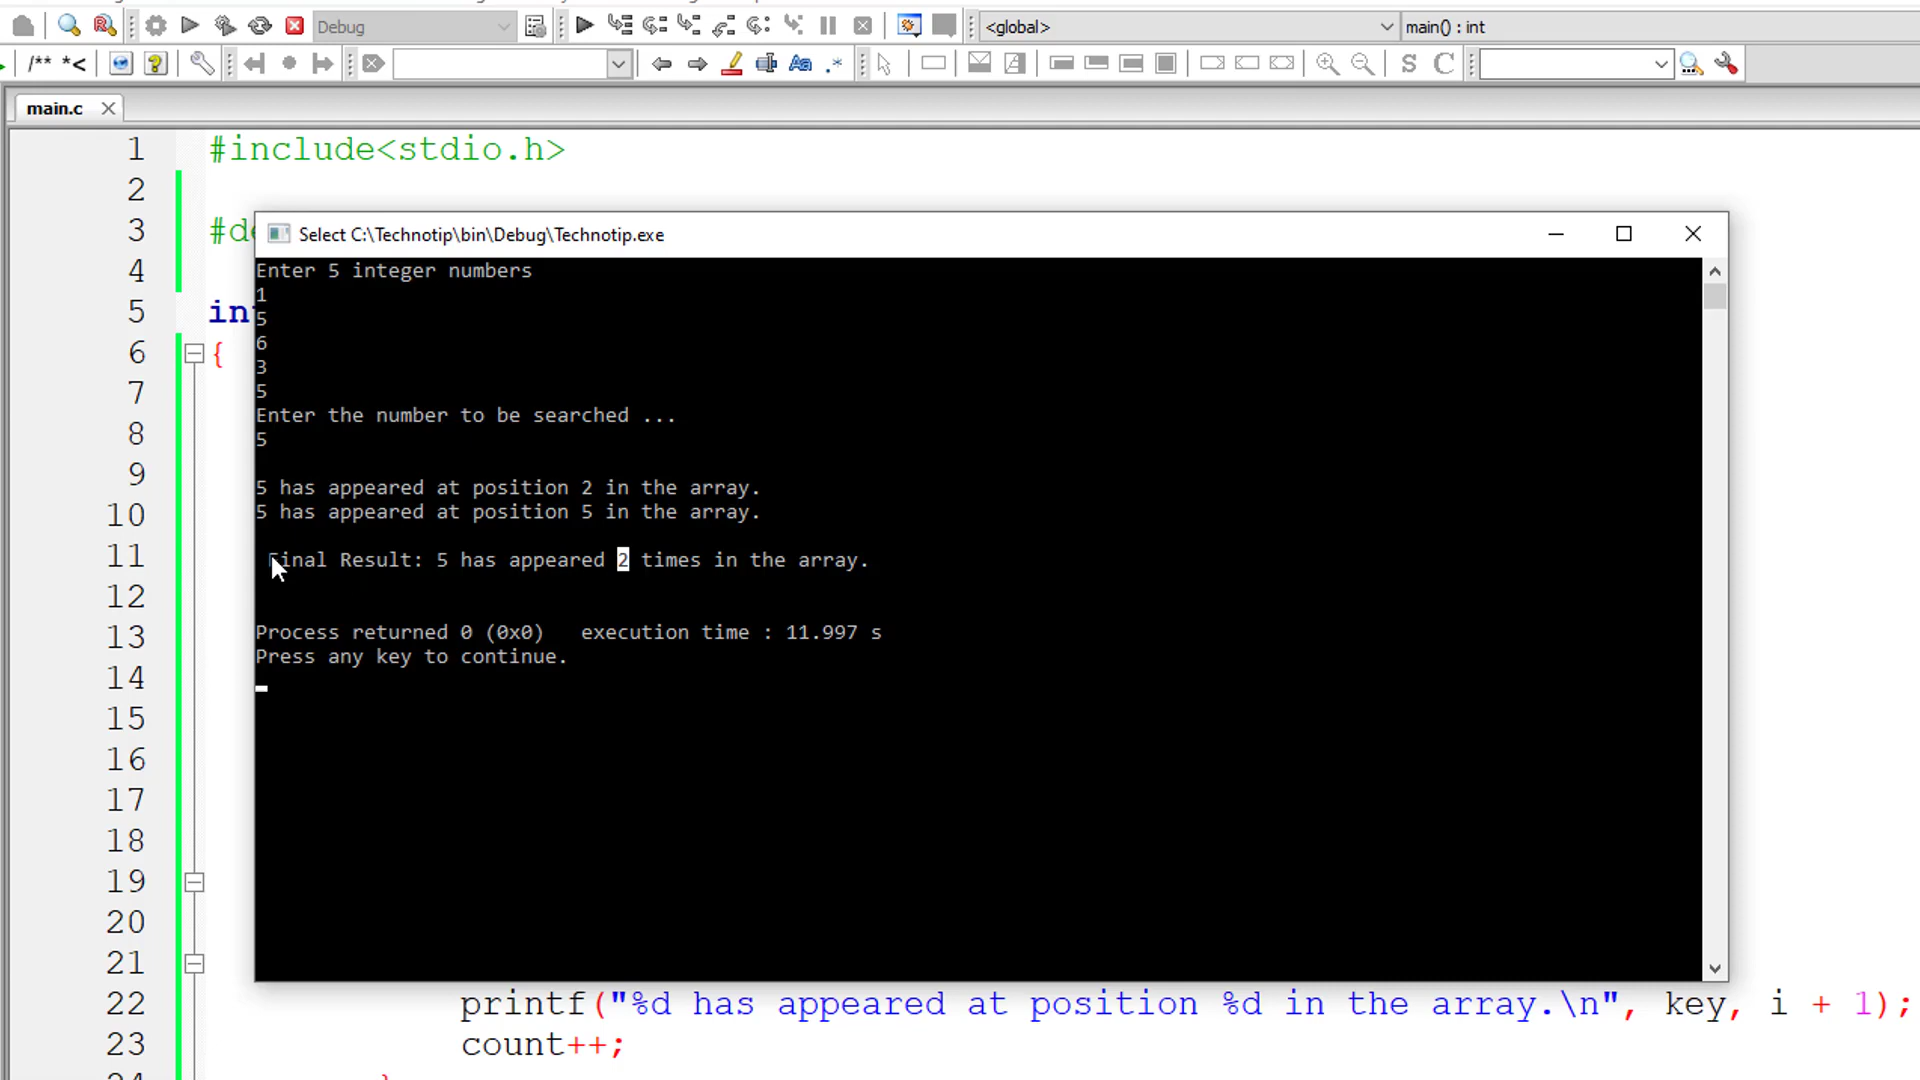 Debug
<global>
main() : int
/** *<
Aa
.*
S
C
main.c
1 #include<stdio.h>
2
3 #de
4
5 in
6 {
7
8
9
10
11
12
13
14
15
16
17
18
19
20
21
22 printf("%d has appeared at position %d in the array.\n", key, i + 1);
23 count++;
24 }
Select C:\Technotip\bin\Debug\Technotip.exe
Enter 5 integer numbers
1
5
6
3
5
Enter the number to be searched ...
5
5 has appeared at position 2 in the array.
5 has appeared at position 5 in the array.
Final Result: 5 has appeared 2 times in the array.
Process returned 0 (0x0)   execution time : 11.997 s
Press any key to continue.